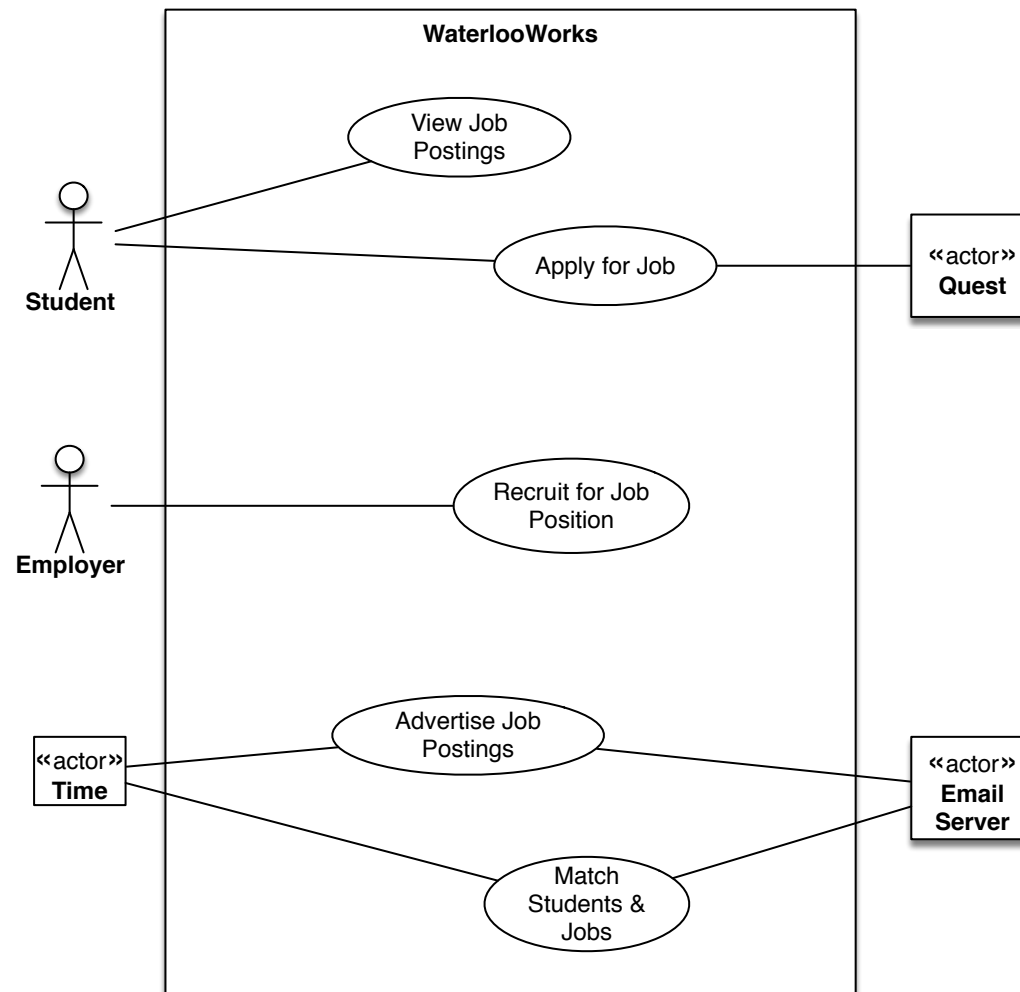 WaterlooWorks
View Job
Postings
Student
Apply for Job
«actor»
Quest
Employer
Recruit for Job
Position
«actor»
Time
Advertise Job
Postings
«actor»
Email
Server
Match
Students &
Jobs